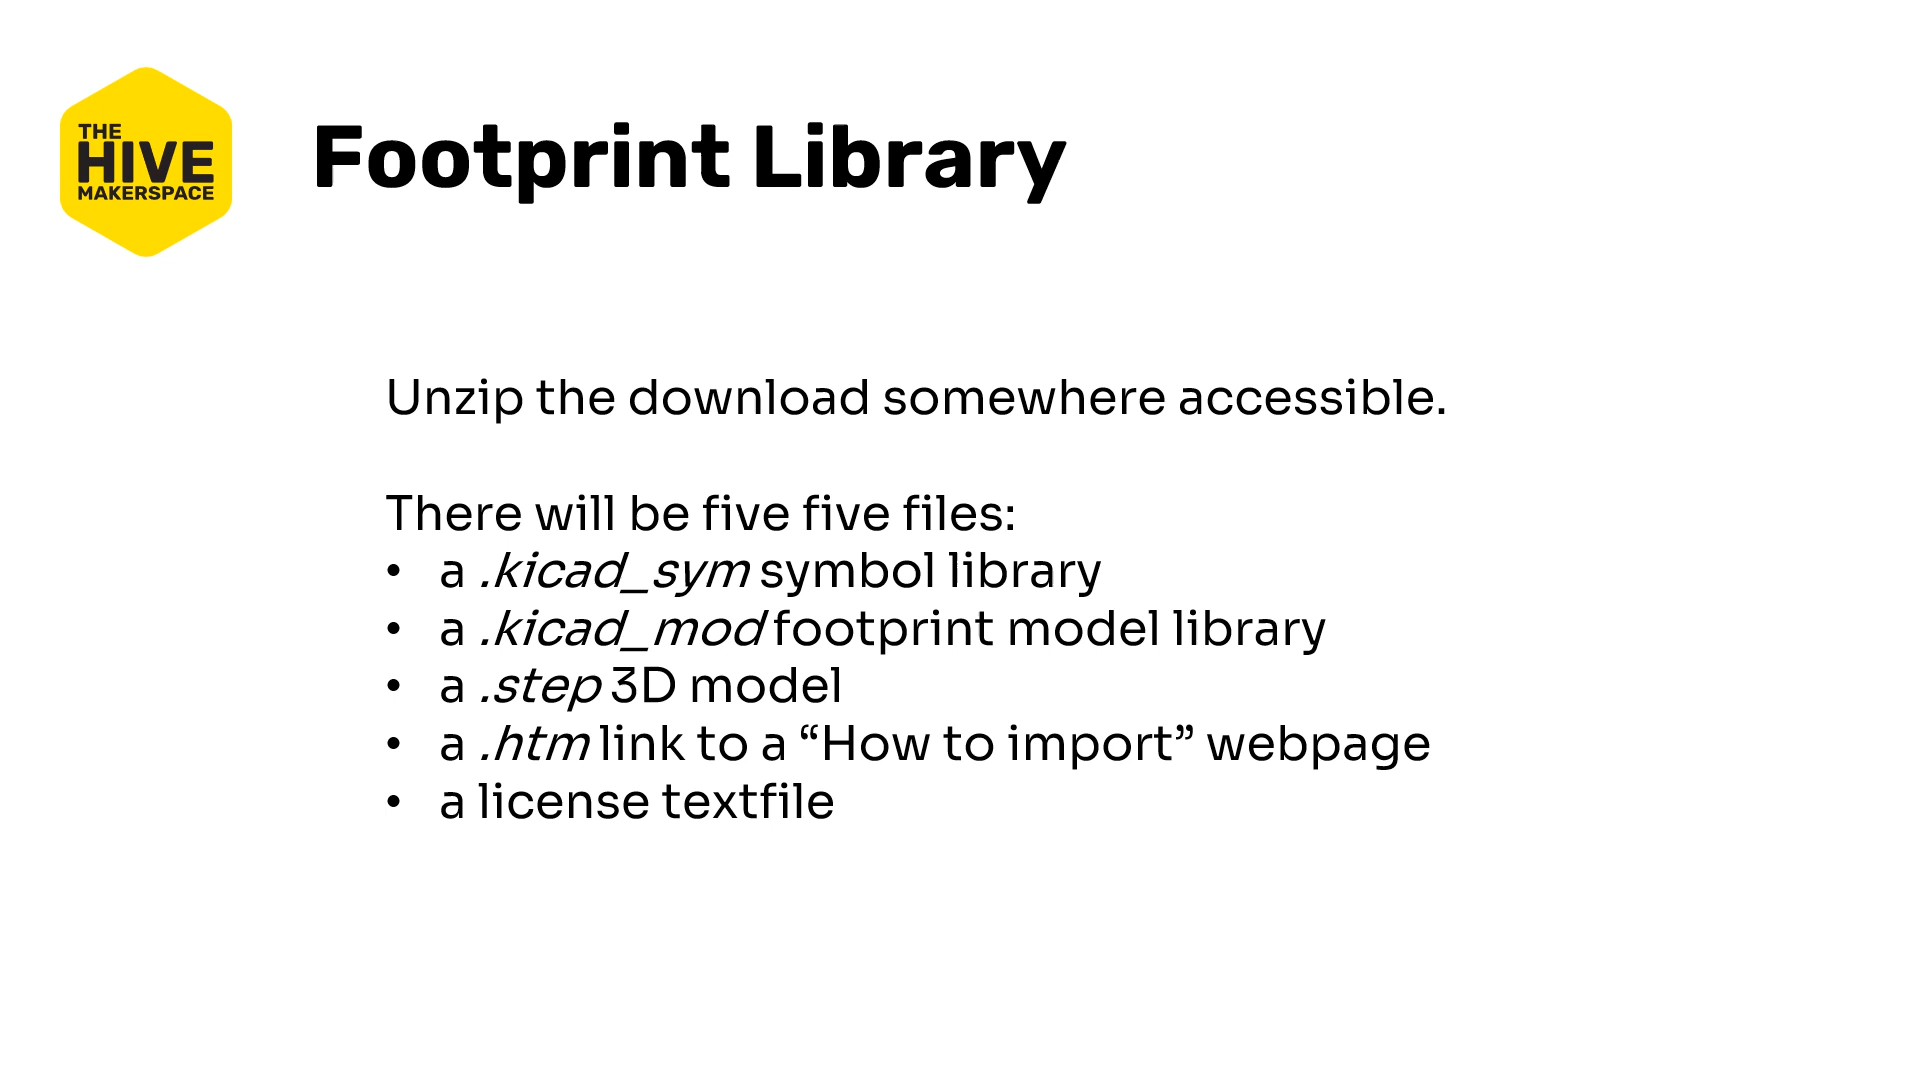 THE
HIVE
MAKERSPACE
Footprint Library
Unzip the download somewhere accessible.
There will be five five files:
• a .kicad_sym symbol library
• a .kicad_mod footprint model library
• a .step 3D model
• a .htm link to a “How to import” webpage
• a license textfile